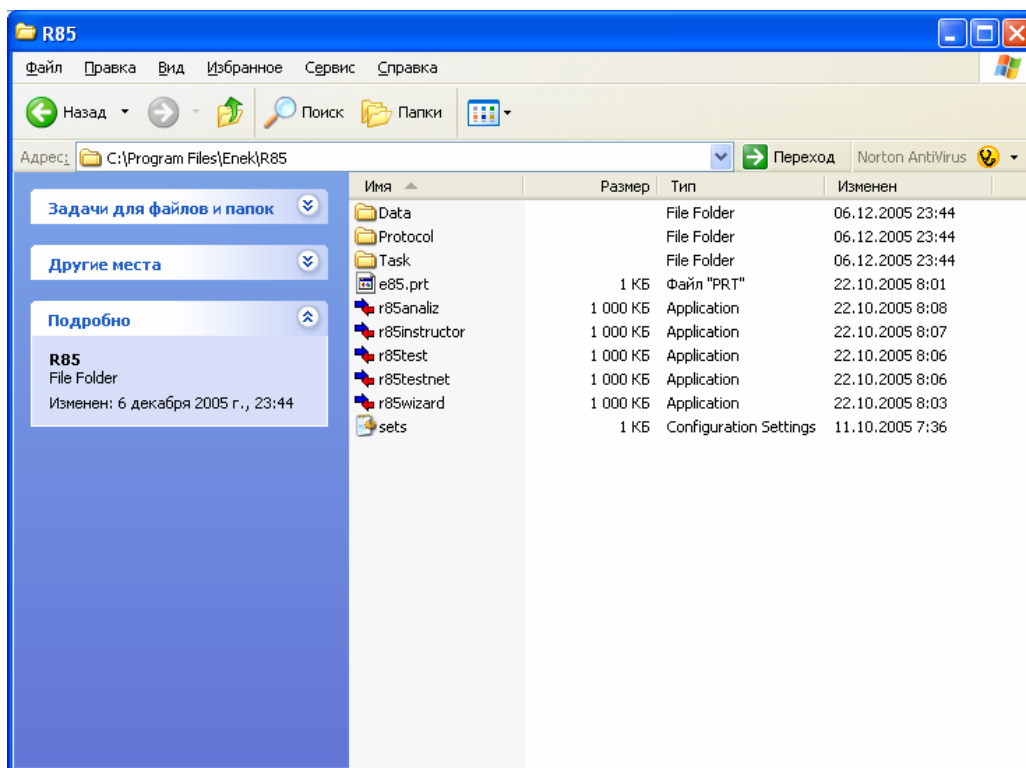 R85
Файл Правка Вид Избранное Сервис Справка
Назад Поиск Папки
Адрес: C:\Program Files\Enek\R85 Переход Norton AntiVirus
Имя Размер Тип Изменен
Задачи для файлов и папок
Другие места
Подробно
R85
File Folder
Изменен: 6 декабря 2005 г., 23:44
Data File Folder 06.12.2005 23:44
Protocol File Folder 06.12.2005 23:44
Task File Folder 06.12.2005 23:44
e85.prt 1 КБ Файл "PRT" 22.10.2005 8:01
r85analiz 1 000 КБ Application 22.10.2005 8:08
r85instructor 1 000 КБ Application 22.10.2005 8:07
r85test 1 000 КБ Application 22.10.2005 8:06
r85testnet 1 000 КБ Application 22.10.2005 8:06
r85wizard 1 000 КБ Application 22.10.2005 8:03
sets 1 КБ Configuration Settings 11.10.2005 7:36